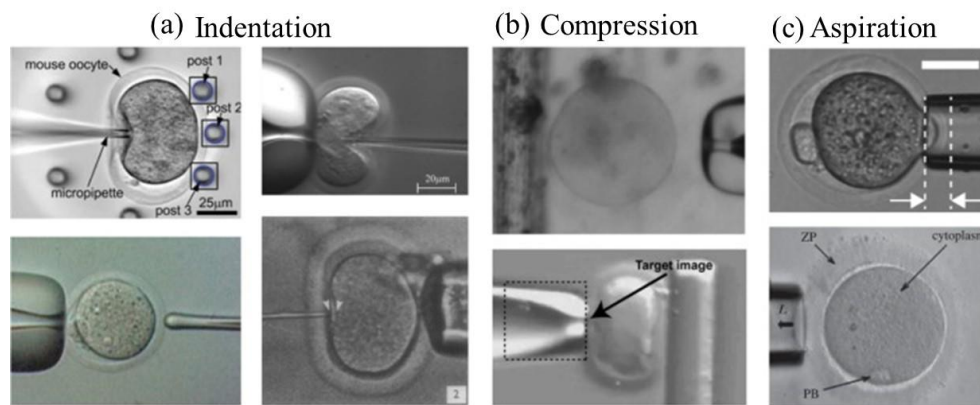 (a) Indentation
mouse oocyte
post 1
post 2
micropipette
post 3
25μm
20μm
2
(b) Compression
Target image
(c) Aspiration
ZP
cytoplasm
L
PB